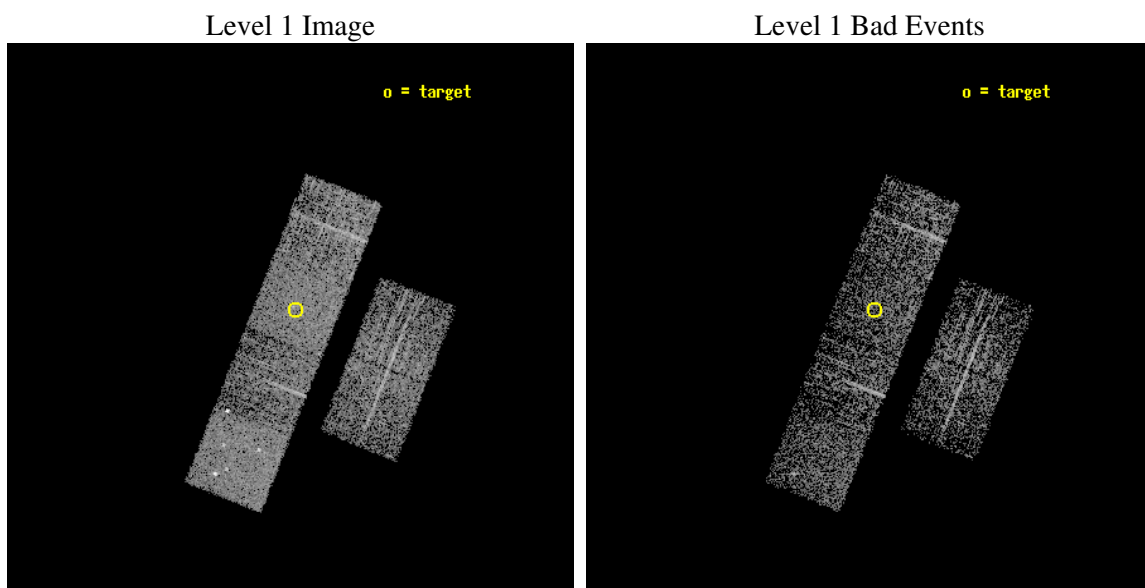 Level 1 Image
Level 1 Bad Events
o = target
o = target